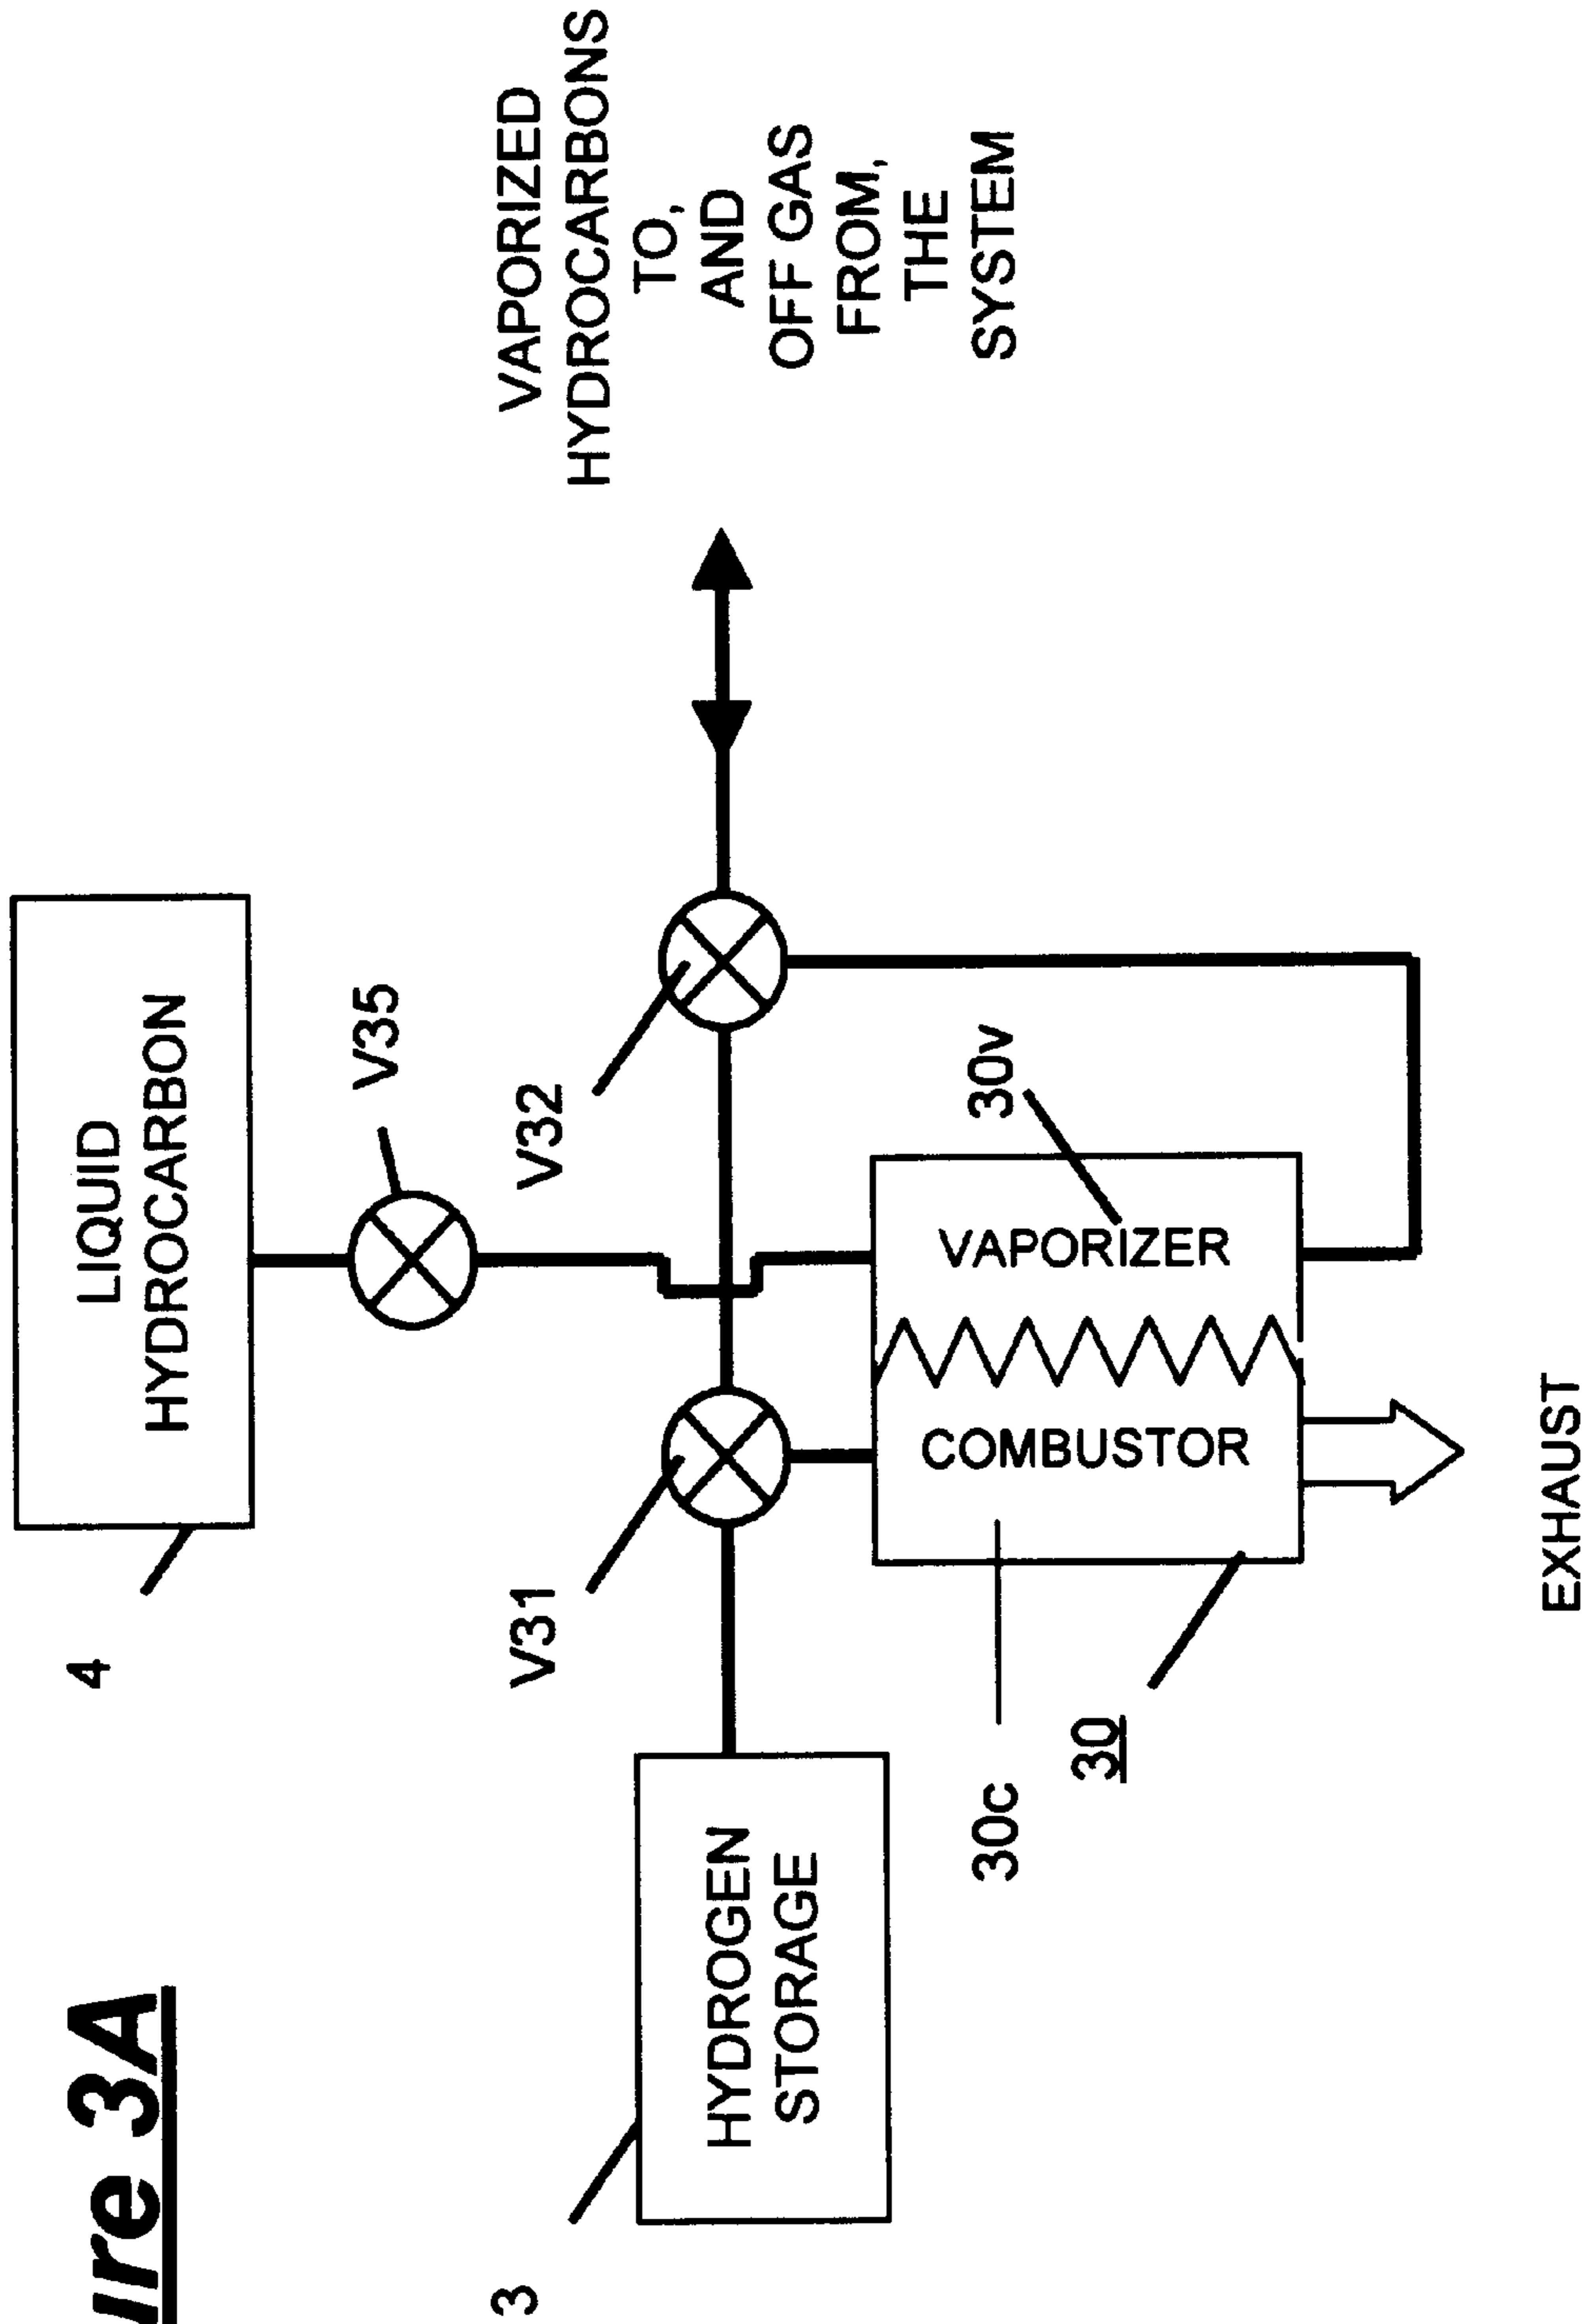 ure 3A
4
LIQUID
HYDROCARBON
V35
V32
V31
3
HYDROGEN
STORAGE
VAPORIZED
HYDROCARBONS
TO,
AND
OFF GAS
FROM,
THE
SYSTEM
30v
VAPORIZER
COMBUSTOR
30c
30
EXHAUST